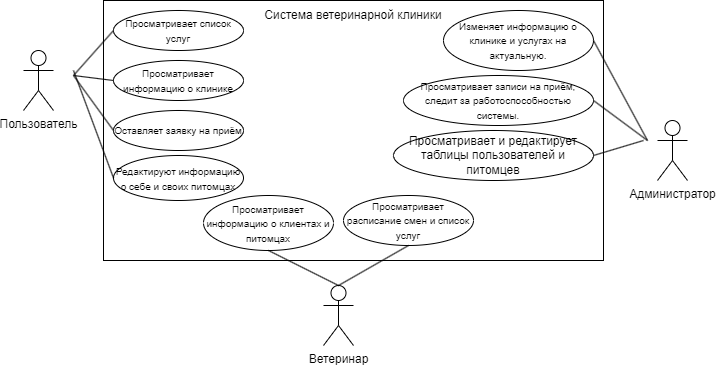 Система ветеринарной клиники
Просматривает список
услуг
Просматривает
информацию о клинике
Оставляет заявку на приём
Редактируют информацию
о себе и своих питомцах
Пользователь
Изменяет информацию о
клинике и услугах на
актуальную.
Просматривает записи на приём,
следит за работоспособностью
системы.
Просматривает и редактирует
таблицы пользователей и
питомцев
Администратор
Просматривает
информацию о клиентах и
питомцах
Просматривает
расписание смен и список
услуг
Ветеринар